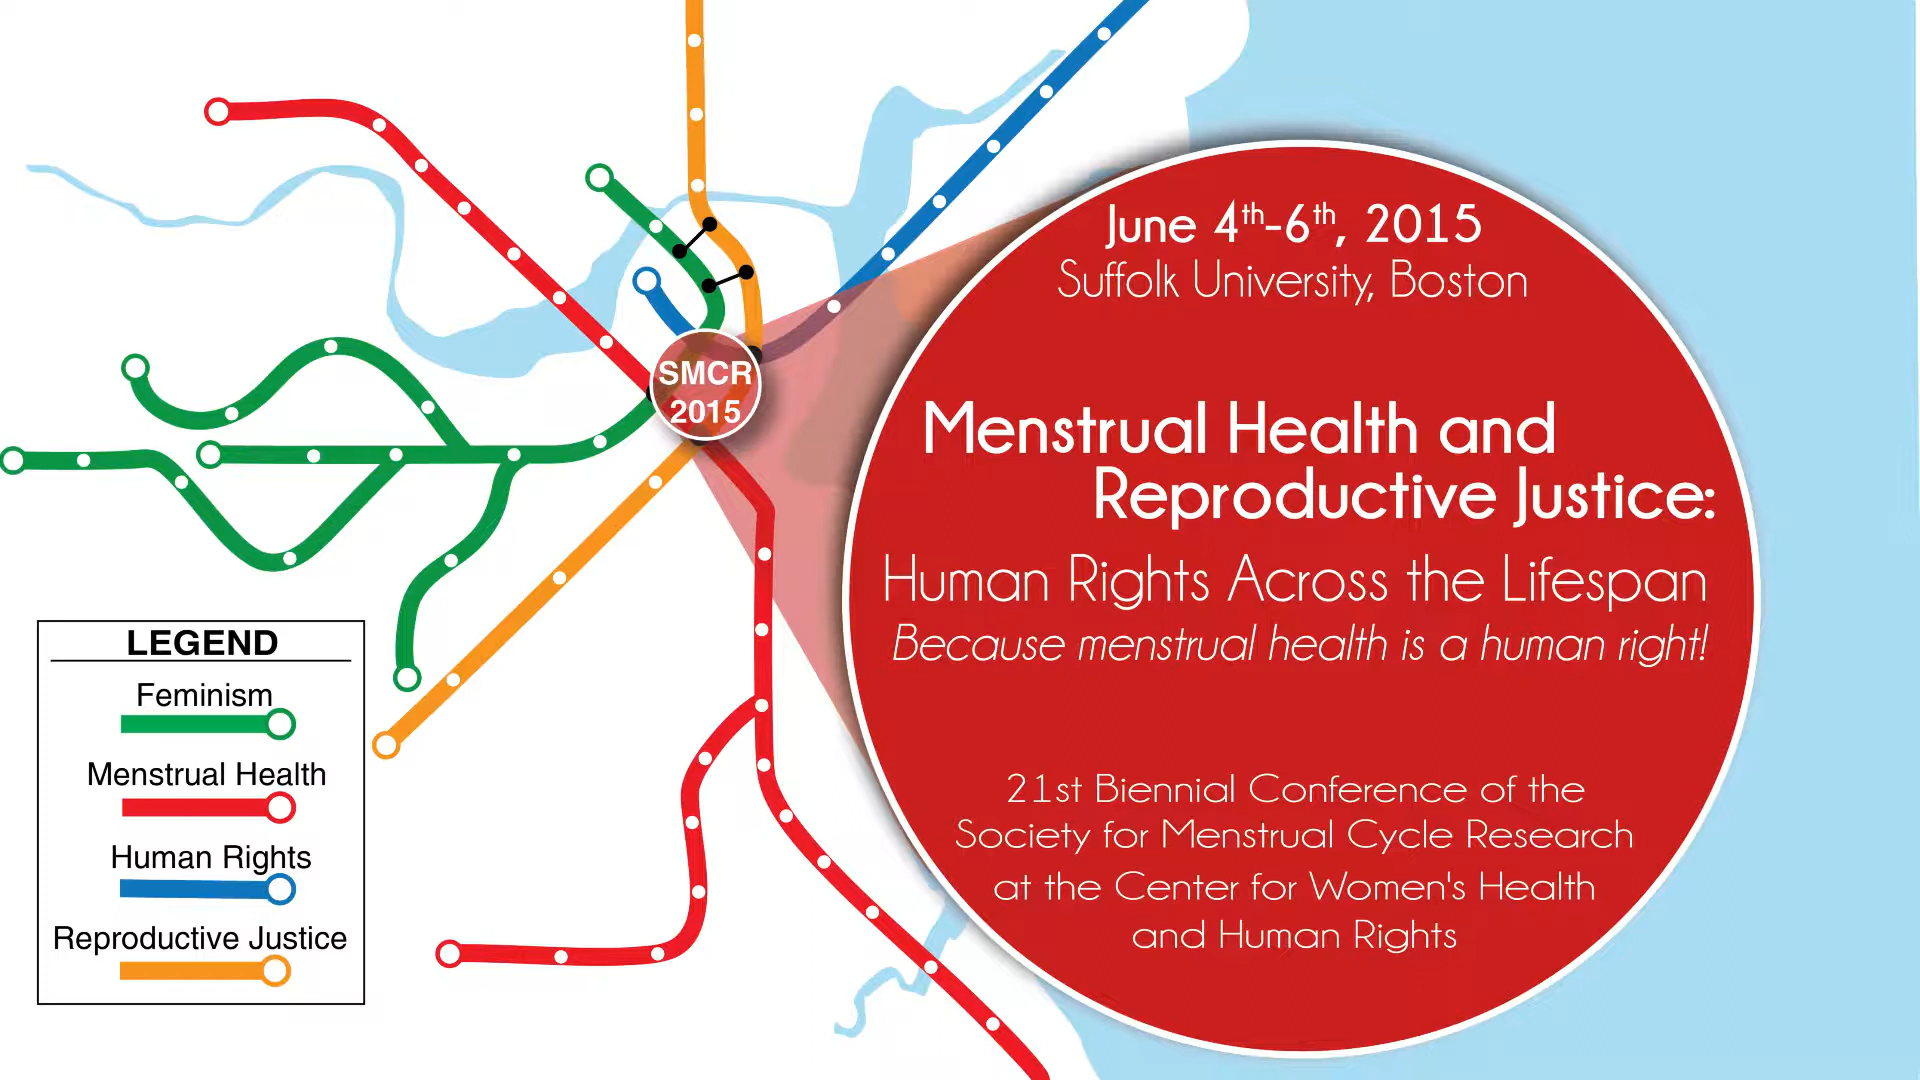 June 4th-6th, 2015
Suffolk University, Boston
SMCR
2015
Menstrual Health and
Reproductive Justice:
Human Rights Across the Lifespan
Because menstrual health is a human right!
21st Biennial Conference of the
Society for Menstrual Cycle Research
at the Center for Women's Health
and Human Rights
LEGEND
Feminism
Menstrual Health
Human Rights
Reproductive Justice